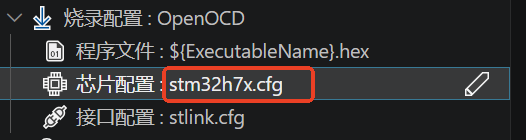 烧录配置 : OpenOCD
程序文件 : ${ExecutableName}.hex
芯片配置 : stm32h7x.cfg
接口配置 : stlink.cfg